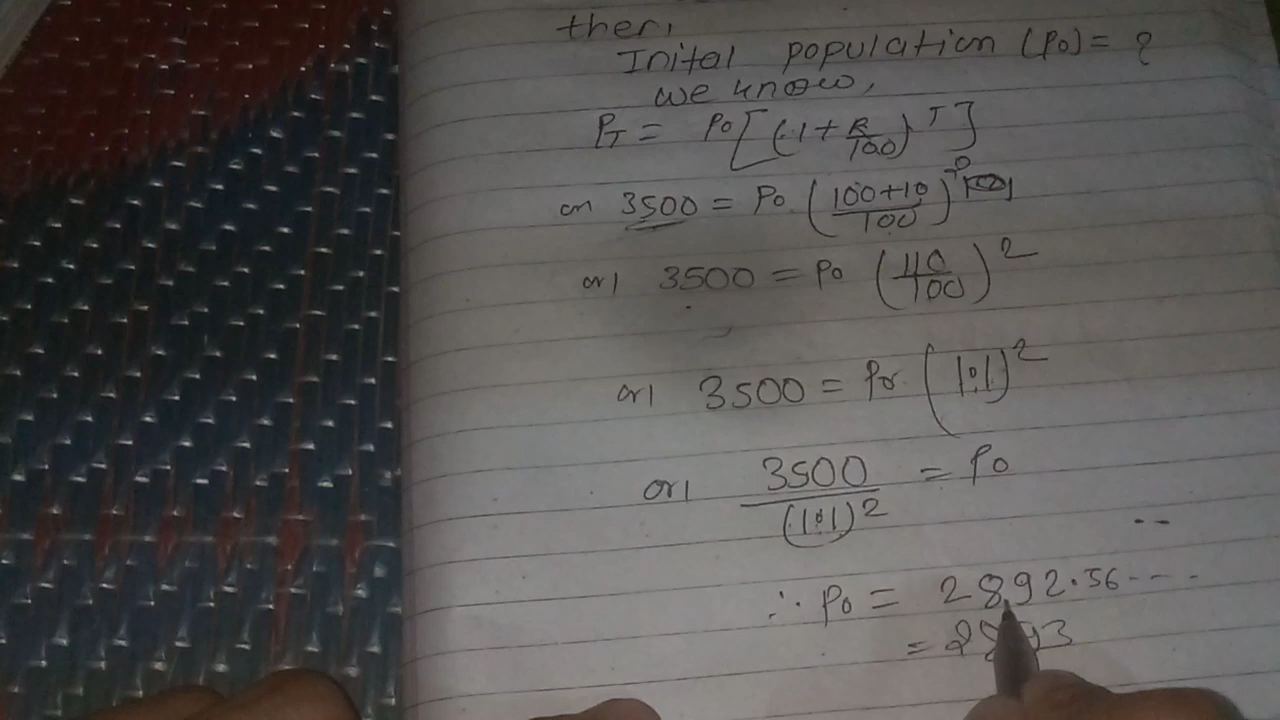 then,
Inital population (P0) = ?
we know,
PT = P0[(1+R/100)^T]
or 3500 = P0 (100+10/100)
or, 3500 = P0 (110/100)^2
or, 3500 = P0 (1.1)^2
or, 3500/(1.1)^2 = P0
∴ P0 = 2892.56----
= 2893